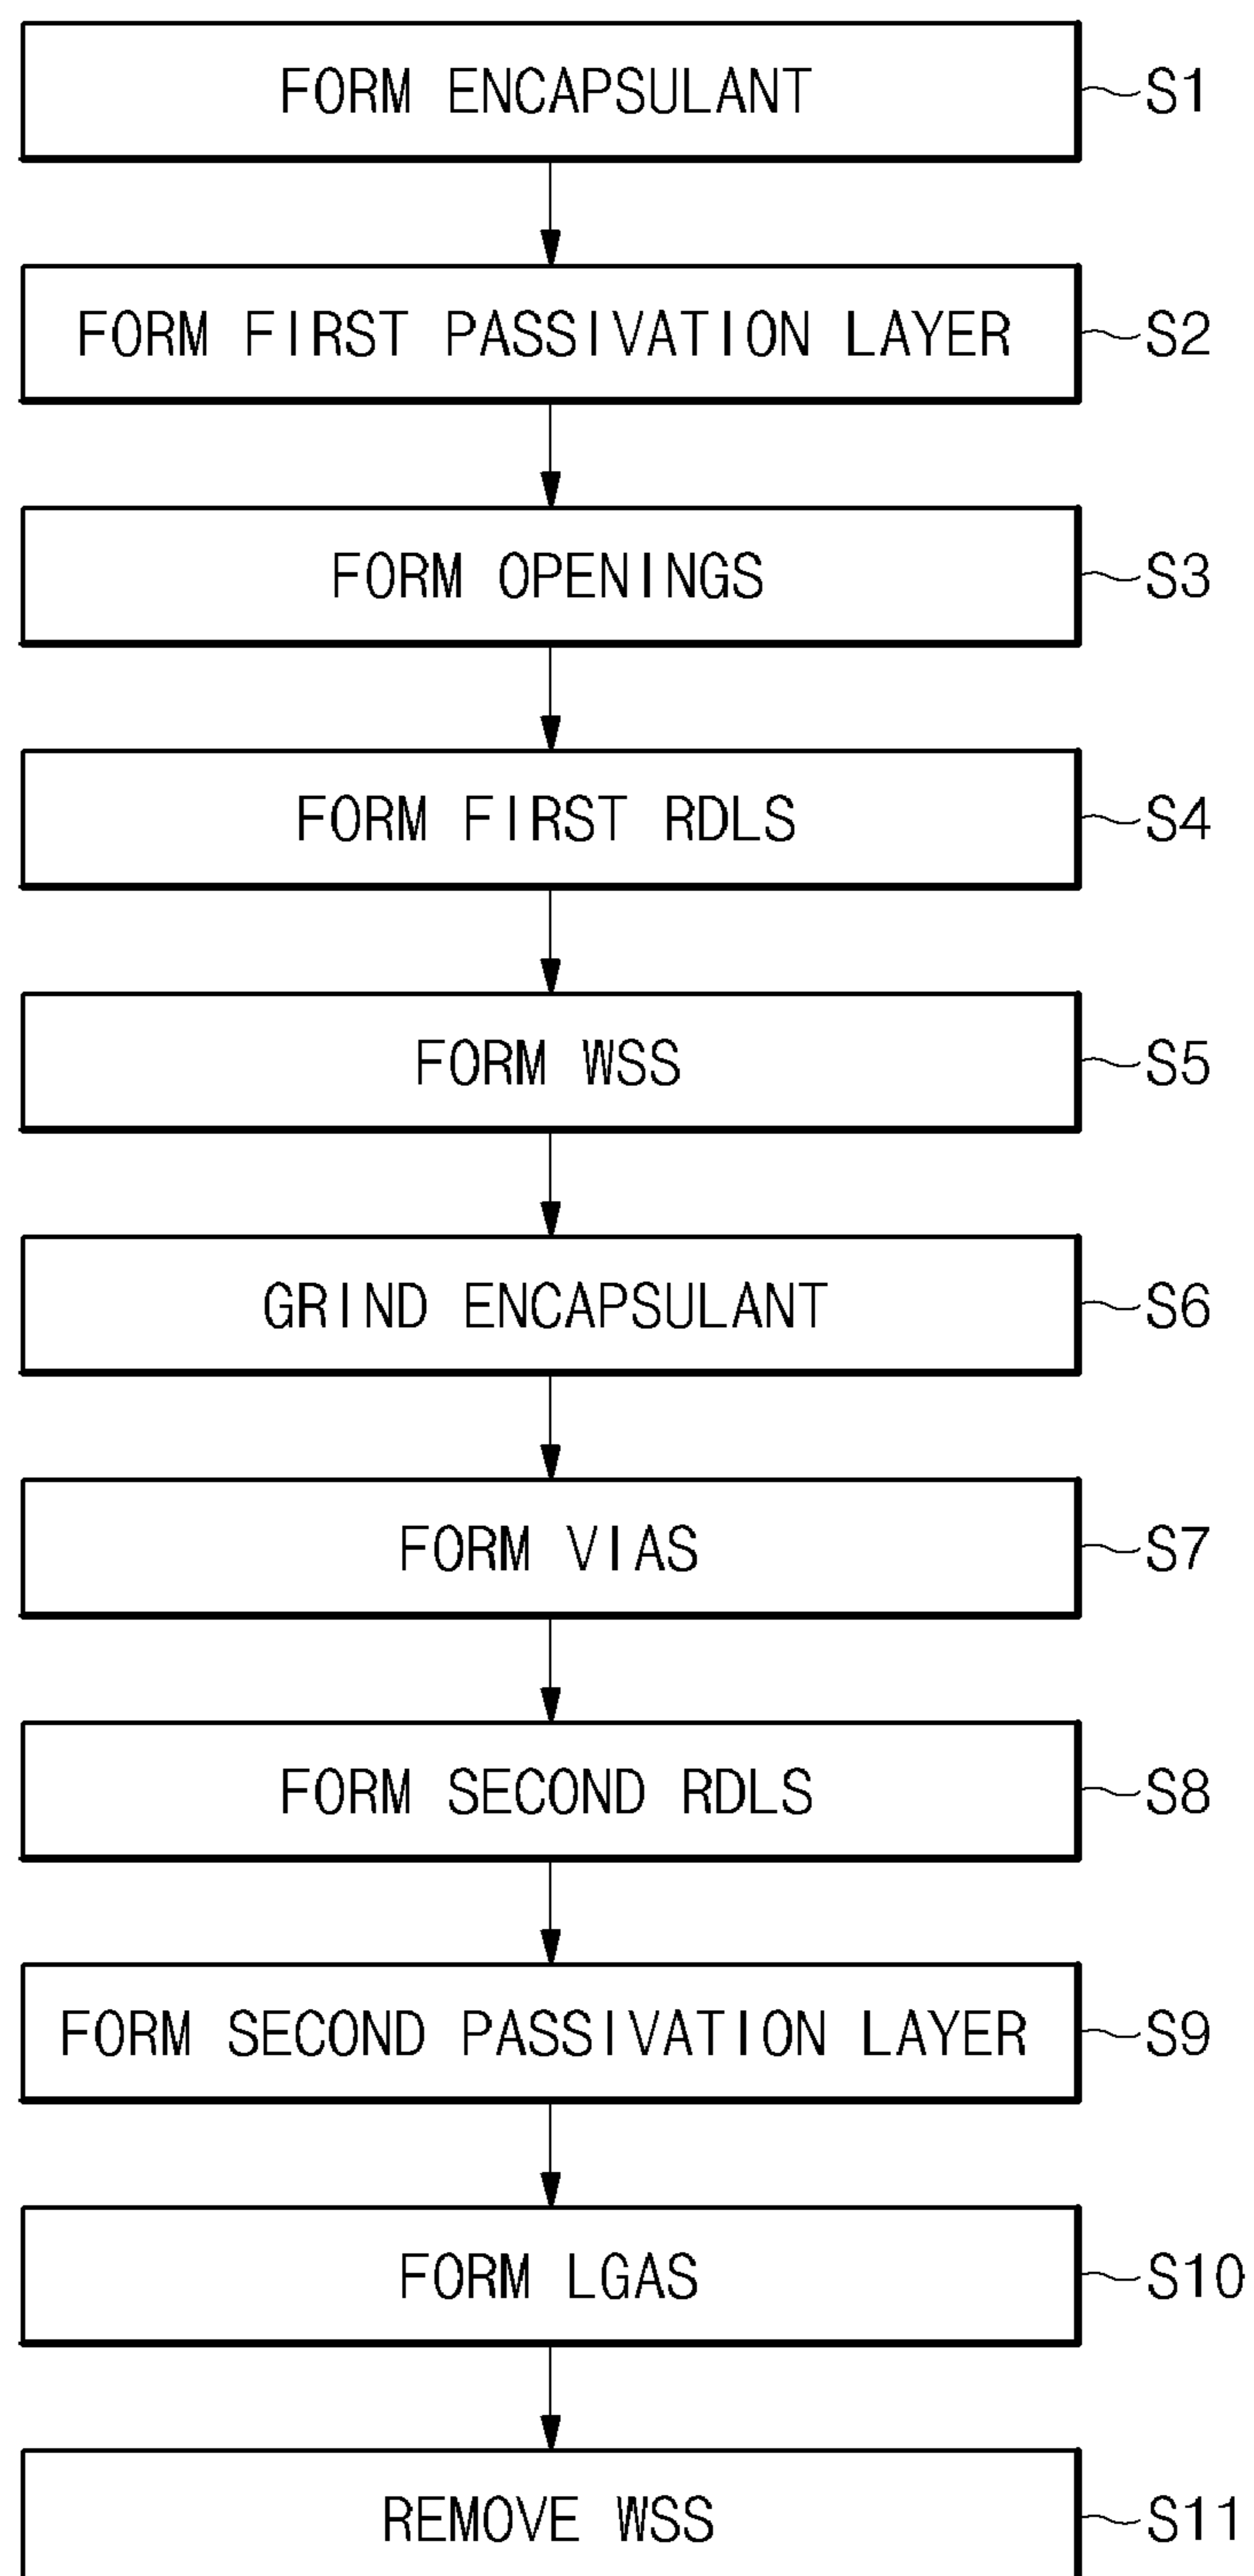 FORM ENCAPSULANT S1
FORM FIRST PASSIVATION LAYER S2
FORM OPENINGS S3
FORM FIRST RDLS S4
FORM WSS S5
GRIND ENCAPSULANT S6
FORM VIAS S7
FORM SECOND RDLS S8
FORM SECOND PASSIVATION LAYER S9
FORM LGAS S10
REMOVE WSS S11